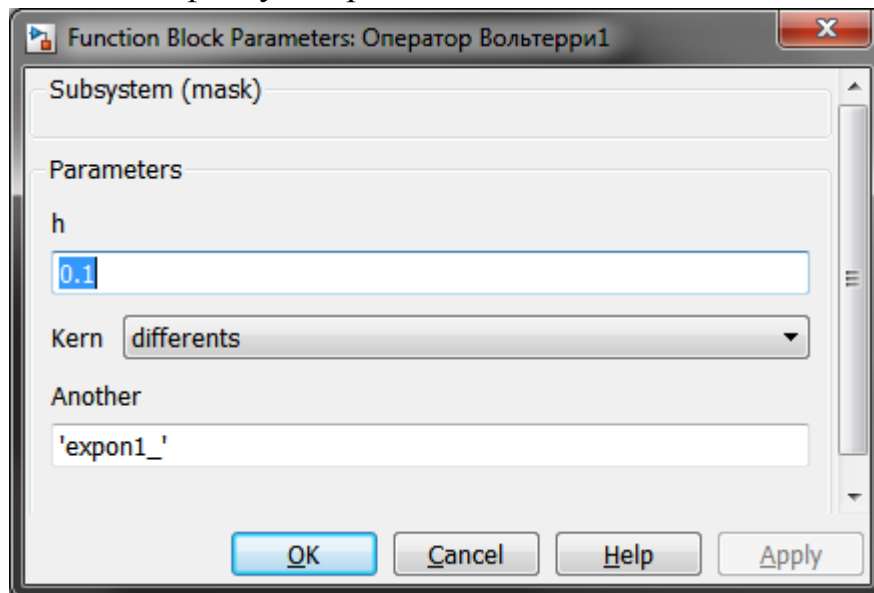 Function Block Parameters: Оператор Вольтерри1
Subsystem (mask)
Parameters
h
0.1
Kern differents
Another
'expon1_'
OK Cancel Help Apply